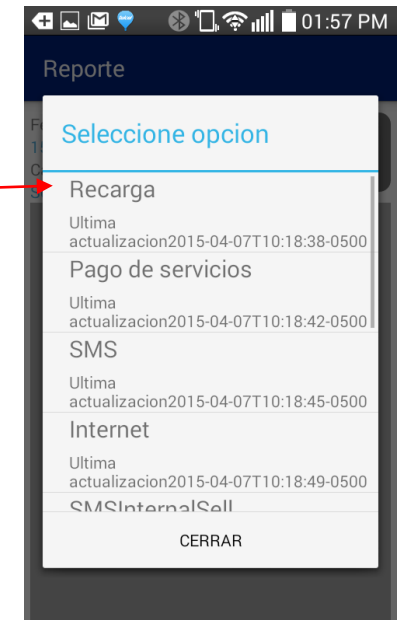 01:57 PM
Reporte
Seleccione opcion
Recarga
Ultima
actualizacion2015-04-07T10:18:38-0500
Pago de servicios
Ultima
actualizacion2015-04-07T10:18:42-0500
SMS
Ultima
actualizacion2015-04-07T10:18:45-0500
Internet
Ultima
actualizacion2015-04-07T10:18:49-0500
SMSInternalSell
CERRAR